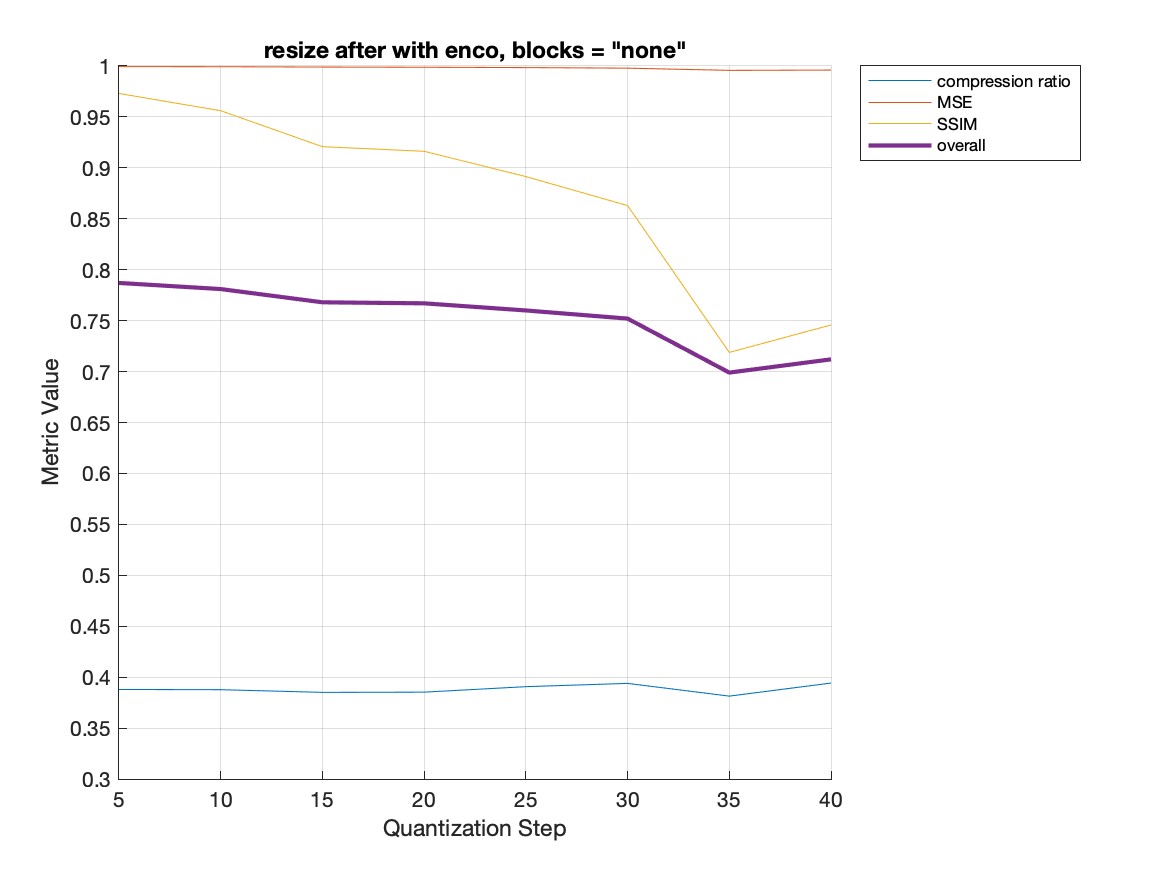 resize after with enco, blocks = "none"
compression ratio
MSE
SSIM
overall
Metric Value
1
0.95
0.9
0.85
0.8
0.75
0.7
0.65
0.6
0.55
0.5
0.45
0.4
0.35
0.3
5 10 15 20 25 30 35 40
Quantization Step